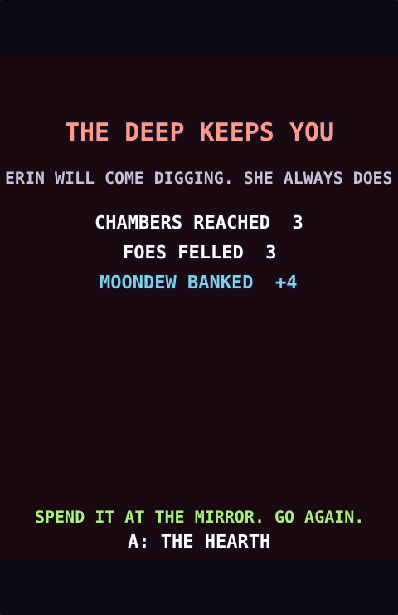 THE DEEP KEEPS YOU
ERIN WILL COME DIGGING. SHE ALWAYS DOES
CHAMBERS REACHED 3
FOES FELLED 3
MOONDEW BANKED +4
SPEND IT AT THE MIRROR. GO AGAIN.
A: THE HEARTH